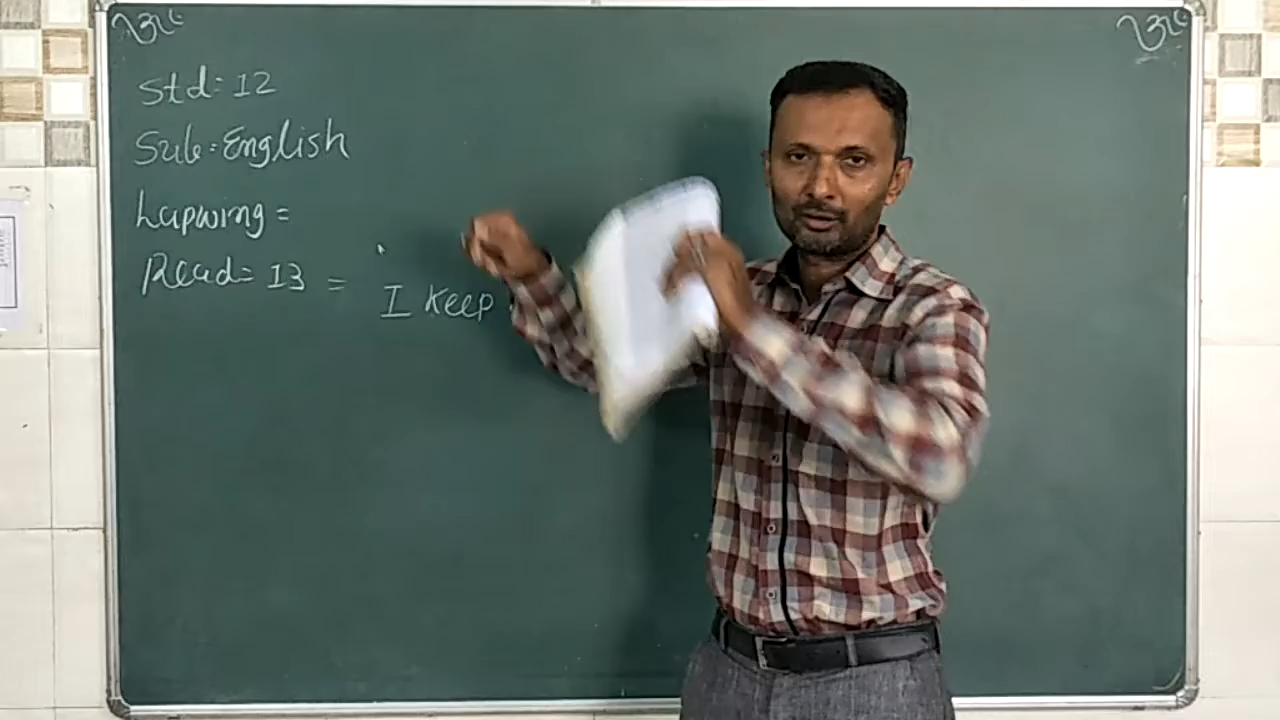 Std = 12
Sub = English
Lapwing =
Read = 13 = I keep